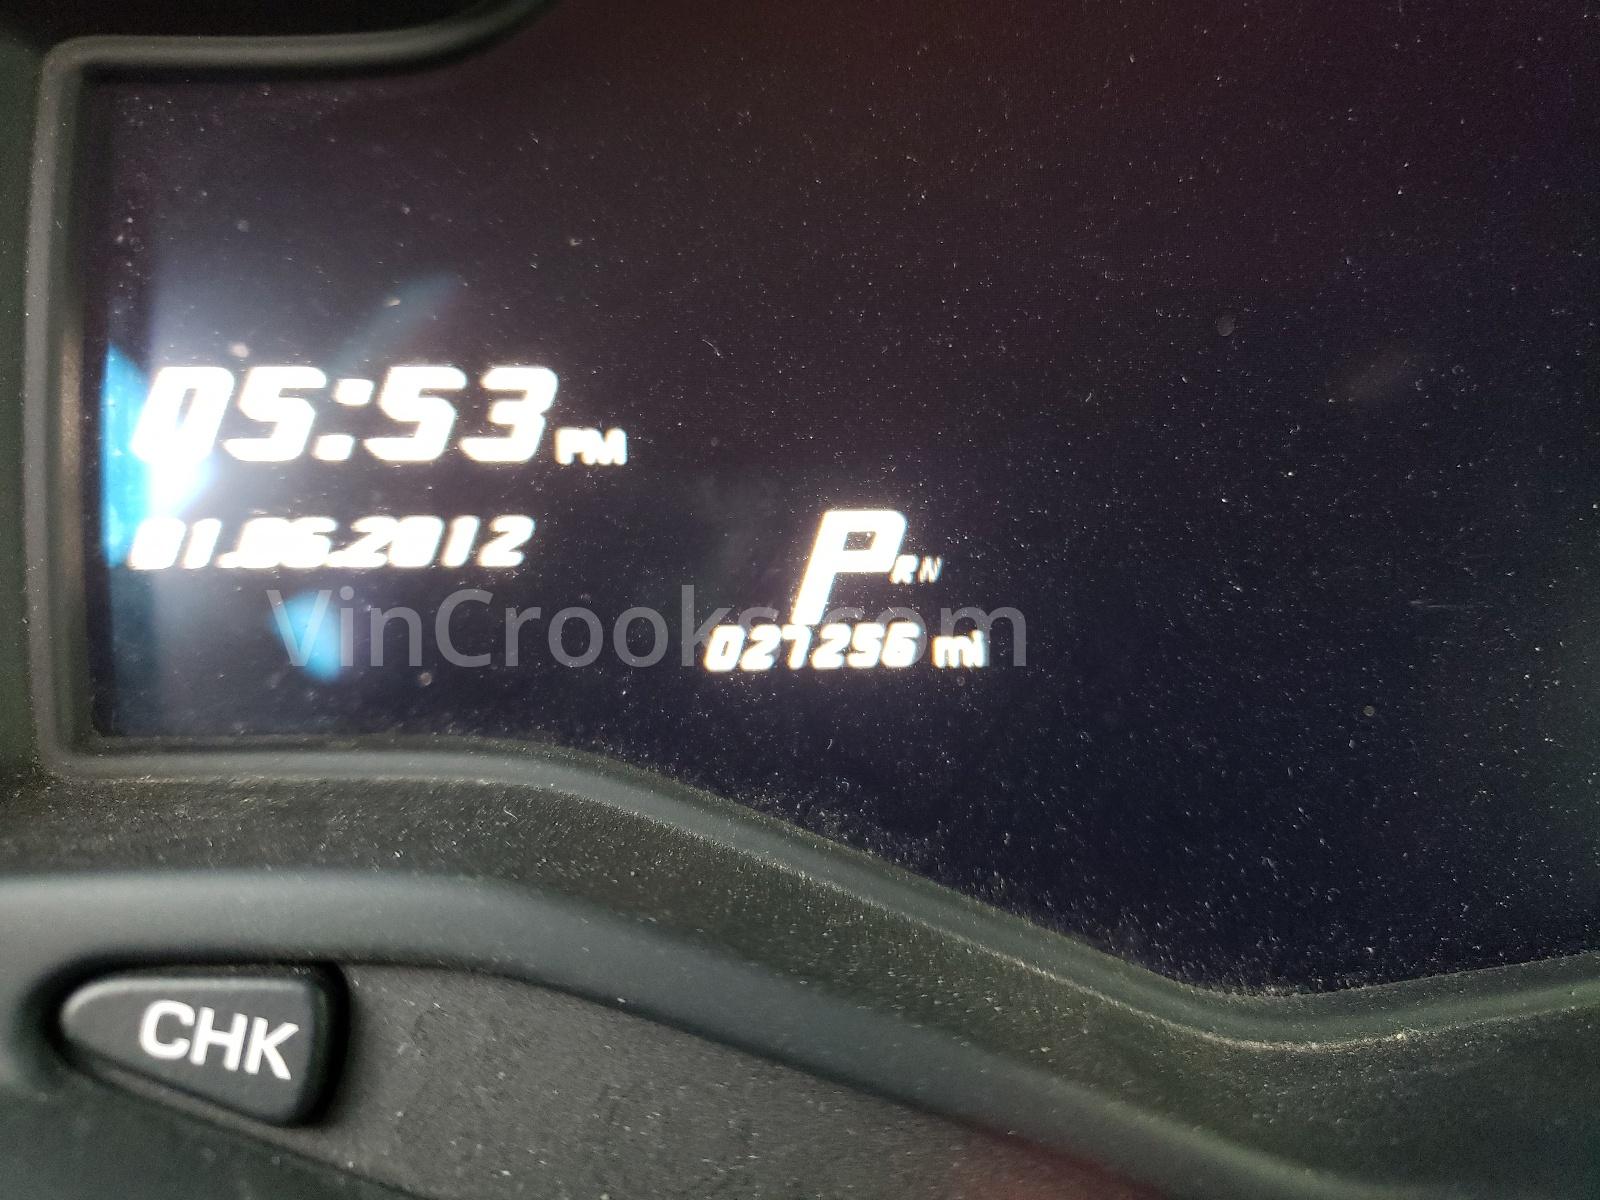 05:53 PM
01.06.2012
P R N
VinCrooks.com
027256 mi
CHK